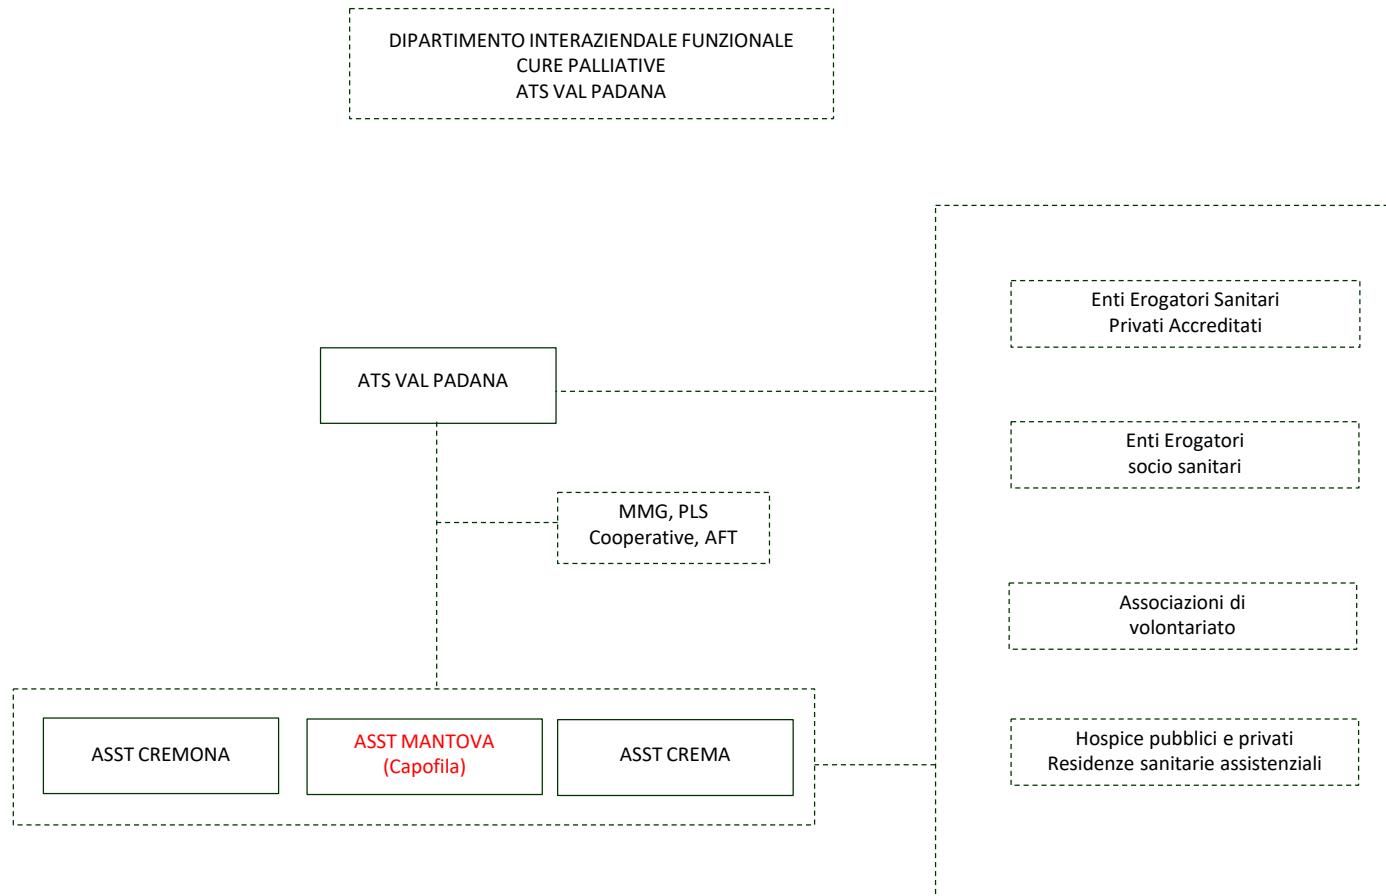 DIPARTIMENTO INTERAZIENDALE FUNZIONALE
CURE PALLIATIVE
ATS VAL PADANA
Enti Erogatori Sanitari
Privati Accreditati
ATS VAL PADANA
Enti Erogatori
socio sanitari
MMG, PLS
Cooperative, AFT
Associazioni di
volontariato
ASST CREMONA
ASST MANTOVA
(Capofila)
ASST CREMA
Hospice pubblici e privati
Residenze sanitarie assistenziali